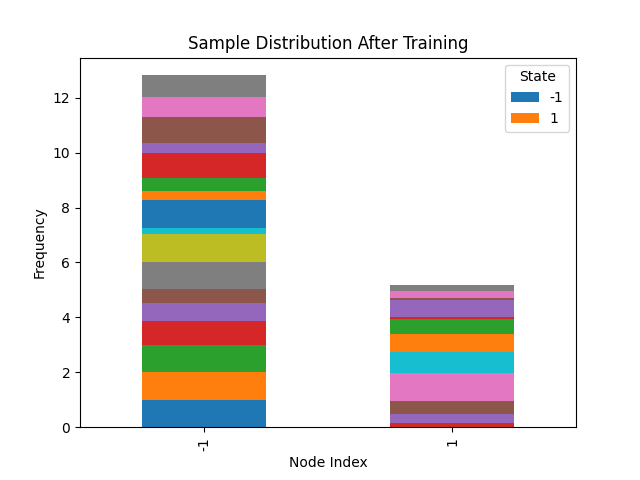 Sample Distribution After Training
State
-1
1
12
10
8
6
4
2
0
Frequency
-1
1
Node Index